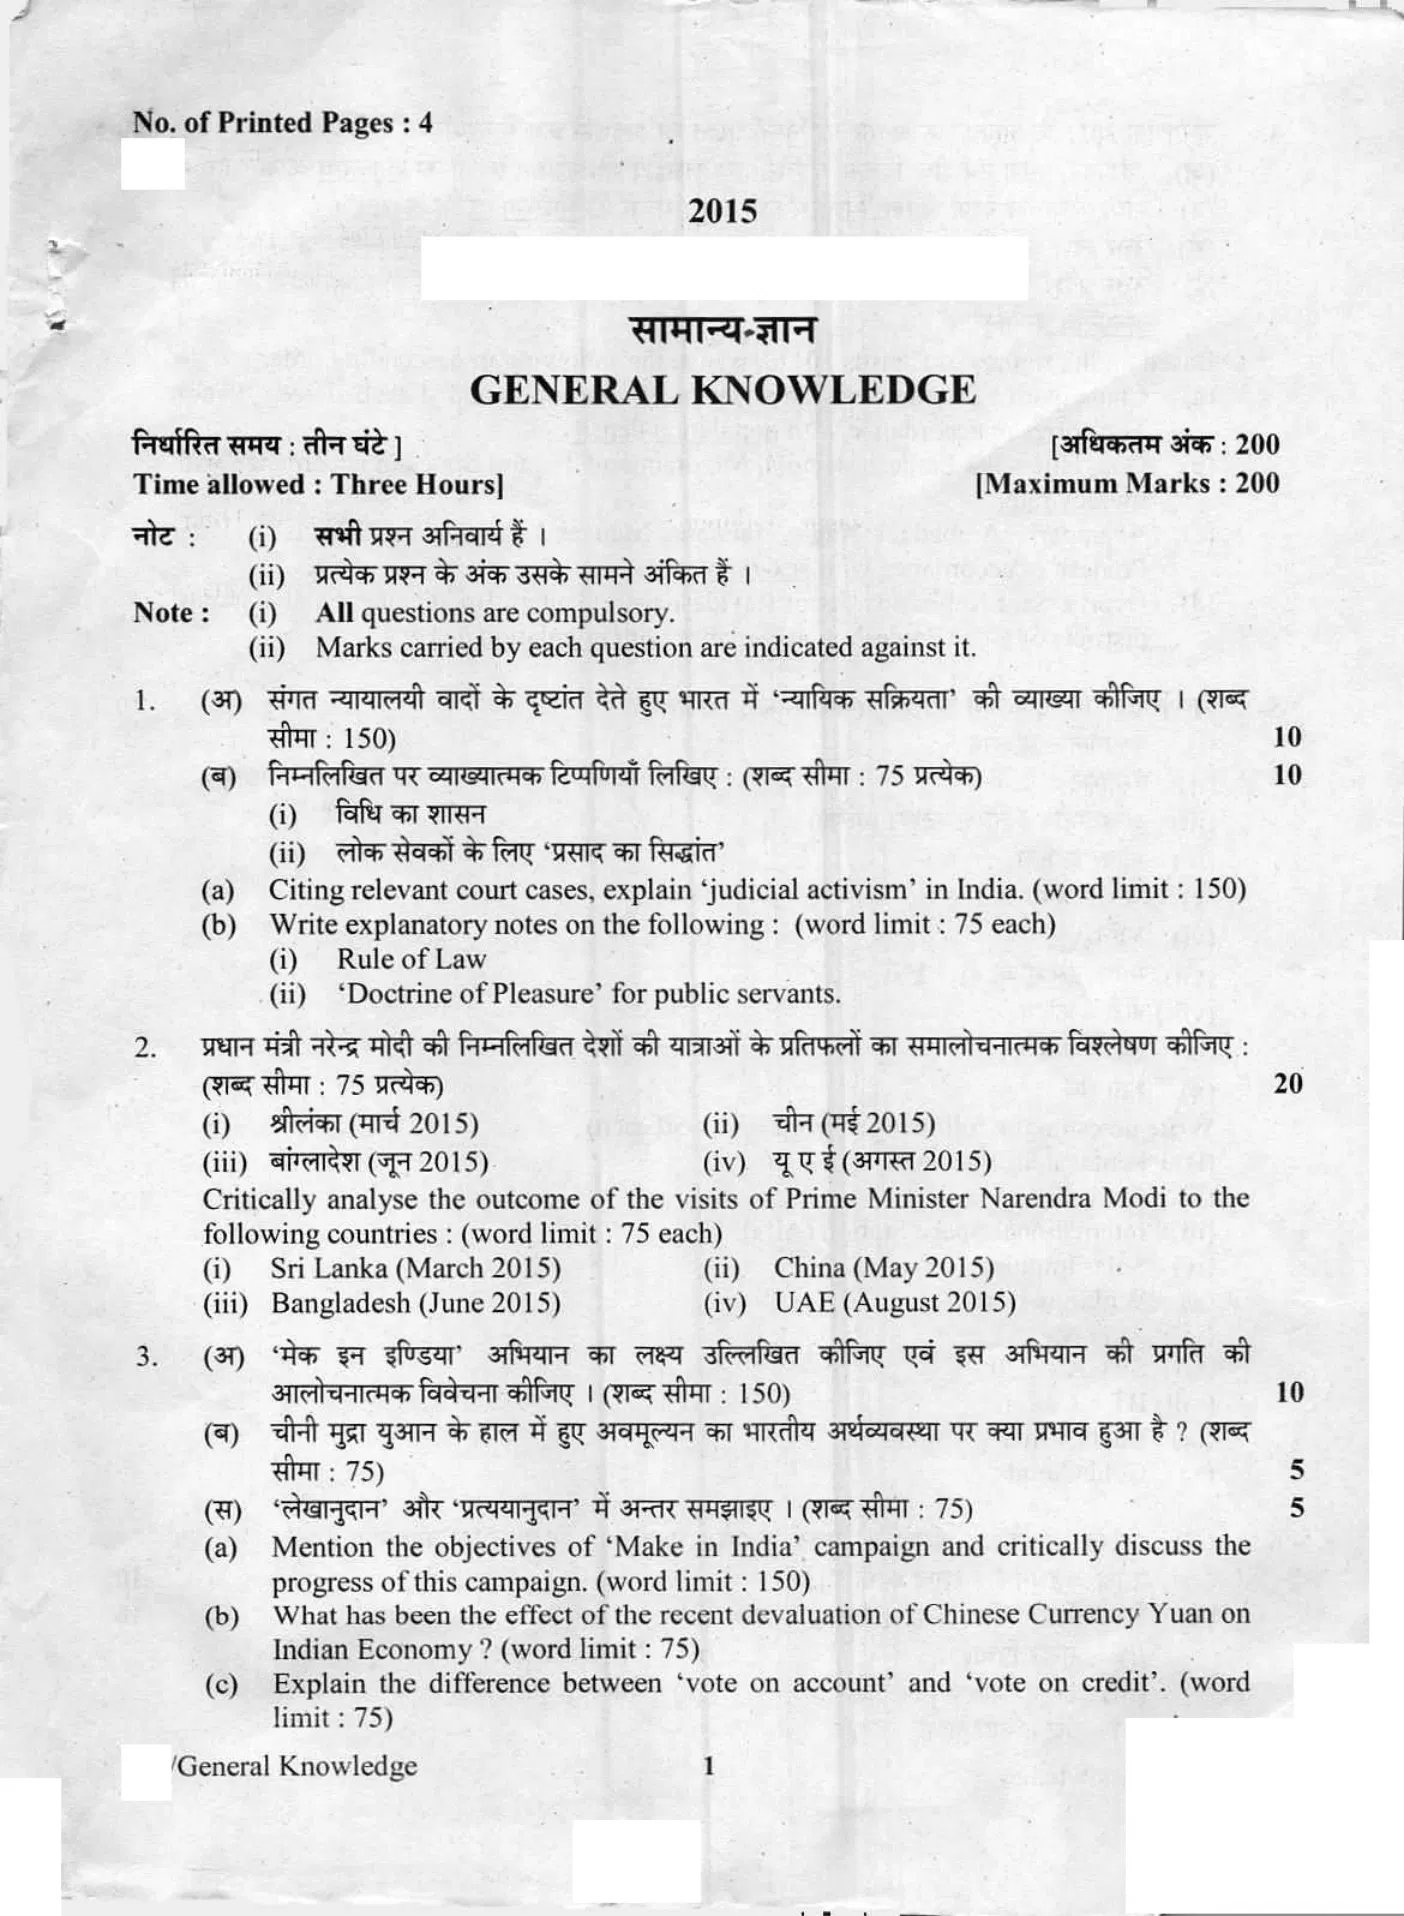 No. of Printed Pages : 4
2015
सामान्य-ज्ञान
GENERAL KNOWLEDGE
निर्धारित समय : तीन घंटे ] [अधिकतम अंक : 200
Time allowed : Three Hours] [Maximum Marks : 200
नोट : (i) सभी प्रश्न अनिवार्य हैं ।
(ii) प्रत्येक प्रश्न के अंक उसके सामने अंकित हैं ।
Note : (i) All questions are compulsory.
(ii) Marks carried by each question are indicated against it.
1. (अ) संगत न्यायालयी वादों के दृष्टांत देते हुए भारत में ‘न्यायिक सक्रियता’ की व्याख्या कीजिए । (शब्द
सीमा : 150) 10
(ब) निम्नलिखित पर व्याख्यात्मक टिप्पणियाँ लिखिए : (शब्द सीमा : 75 प्रत्येक) 10
(i) विधि का शासन
(ii) लोक सेवकों के लिए ‘प्रसाद का सिद्धांत’
(a) Citing relevant court cases, explain ‘judicial activism’ in India. (word limit : 150)
(b) Write explanatory notes on the following : (word limit : 75 each)
(i) Rule of Law
(ii) ‘Doctrine of Pleasure’ for public servants.
2. प्रधान मंत्री नरेन्द्र मोदी की निम्नलिखित देशों की यात्राओं के प्रतिफलों का समालोचनात्मक विश्लेषण कीजिए :
(शब्द सीमा : 75 प्रत्येक) 20
(i) श्रीलंका (मार्च 2015) (ii) चीन (मई 2015)
(iii) बांग्लादेश (जून 2015) (iv) यू ए ई (अगस्त 2015)
Critically analyse the outcome of the visits of Prime Minister Narendra Modi to the
following countries : (word limit : 75 each)
(i) Sri Lanka (March 2015) (ii) China (May 2015)
(iii) Bangladesh (June 2015) (iv) UAE (August 2015)
3. (अ) ‘मेक इन इण्डिया’ अभियान का लक्ष्य उल्लिखित कीजिए एवं इस अभियान की प्रगति की
आलोचनात्मक विवेचना कीजिए । (शब्द सीमा : 150) 10
(ब) चीनी मुद्रा युआन के हाल में हुए अवमूल्यन का भारतीय अर्थव्यवस्था पर क्या प्रभाव हुआ है ? (शब्द
सीमा : 75) 5
(स) ‘लेखानुदान’ और ‘प्रत्ययानुदान’ में अन्तर समझाइए । (शब्द सीमा : 75) 5
(a) Mention the objectives of ‘Make in India’ campaign and critically discuss the
progress of this campaign. (word limit : 150)
(b) What has been the effect of the recent devaluation of Chinese Currency Yuan on
Indian Economy ? (word limit : 75)
(c) Explain the difference between ‘vote on account’ and ‘vote on credit’. (word
limit : 75)
/General Knowledge 1